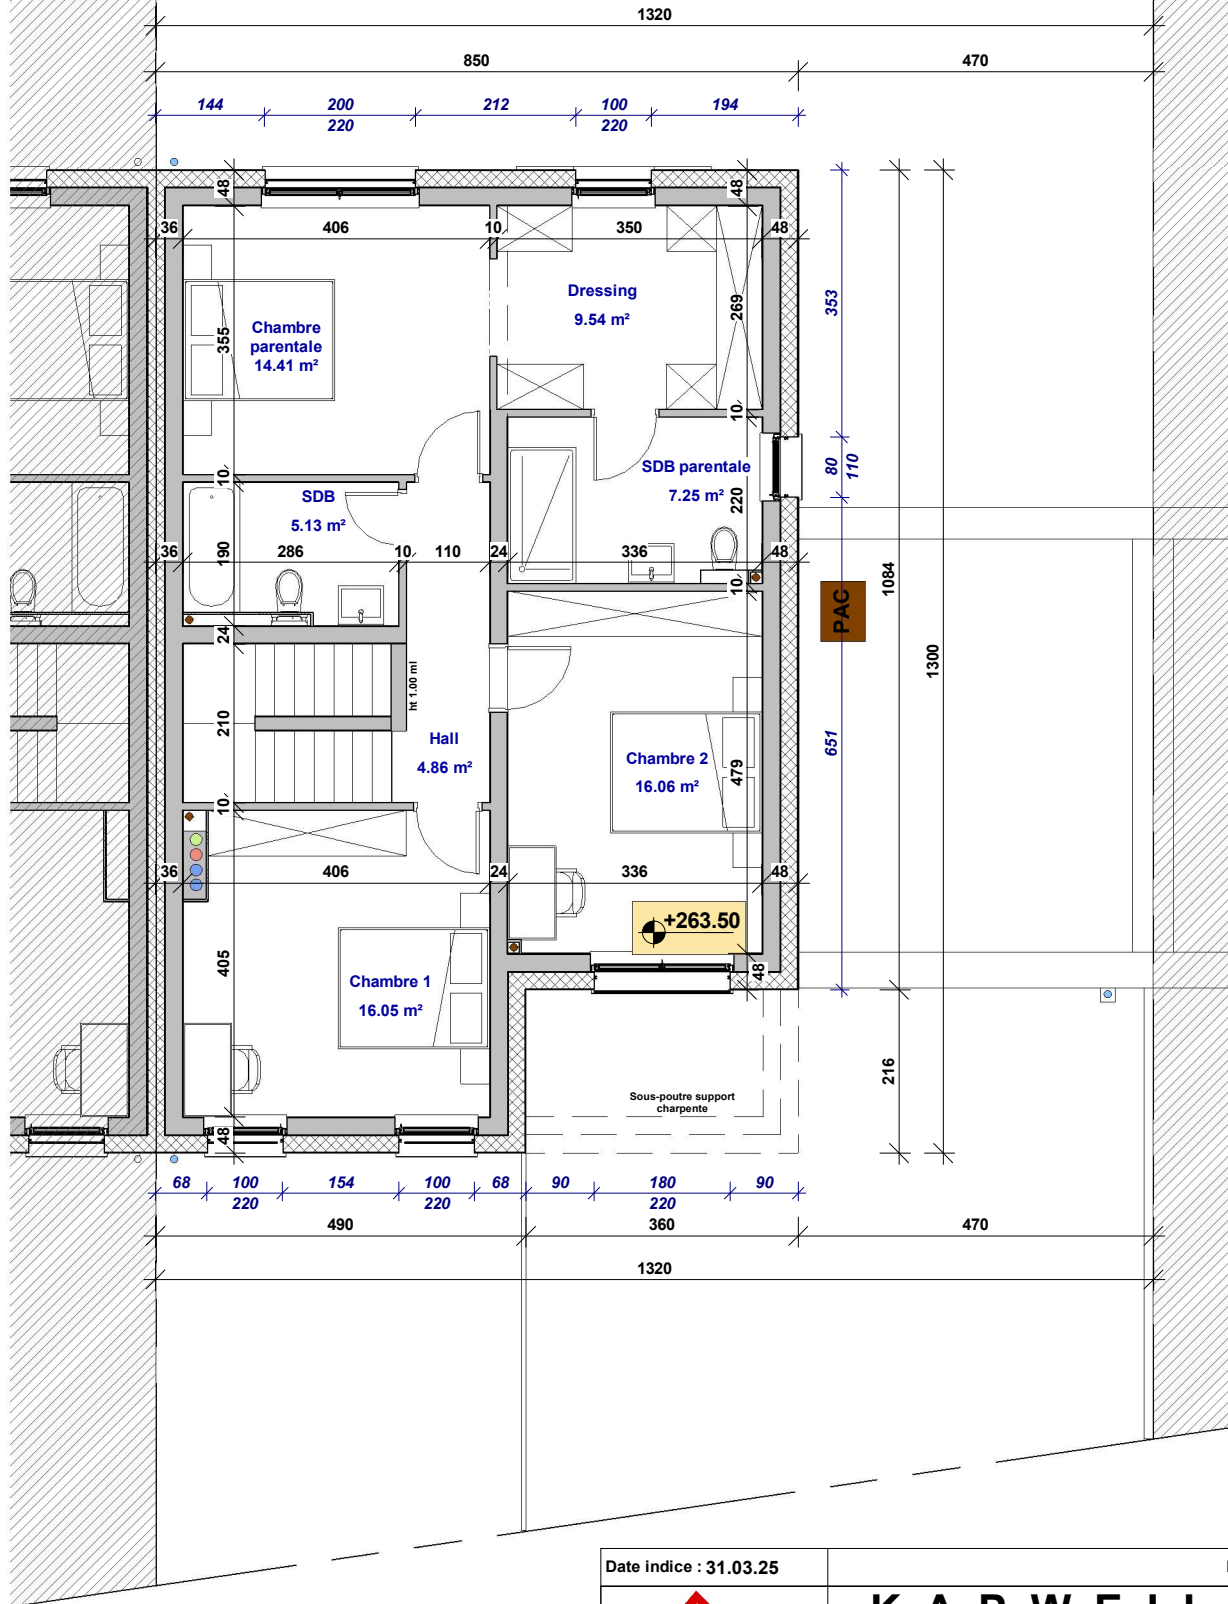 1320
850 470
144 200 212 100 194
220 220
48 48
36 406 10 350 48
Dressing
9.54 m²
353
269
Chambre
parentale
14.41 m²
355
10
80
110
10
SDB parentale
7.25 m²
220
SDB
5.13 m²
36 190 286 10 110 24 336 48
10
1084
PAC
24
1300
ht 1.00 ml
210
Hall
4.86 m²
651
Chambre 2
16.06 m²
479
10
36 406 24 336 48
+263.50
405
48
Chambre 1
16.05 m²
216
Sous-poutre support
charpente
48
68 100 154 100 68 90 180 90
220 220 220
490 360 470
1320
Date indice : 31.03.25